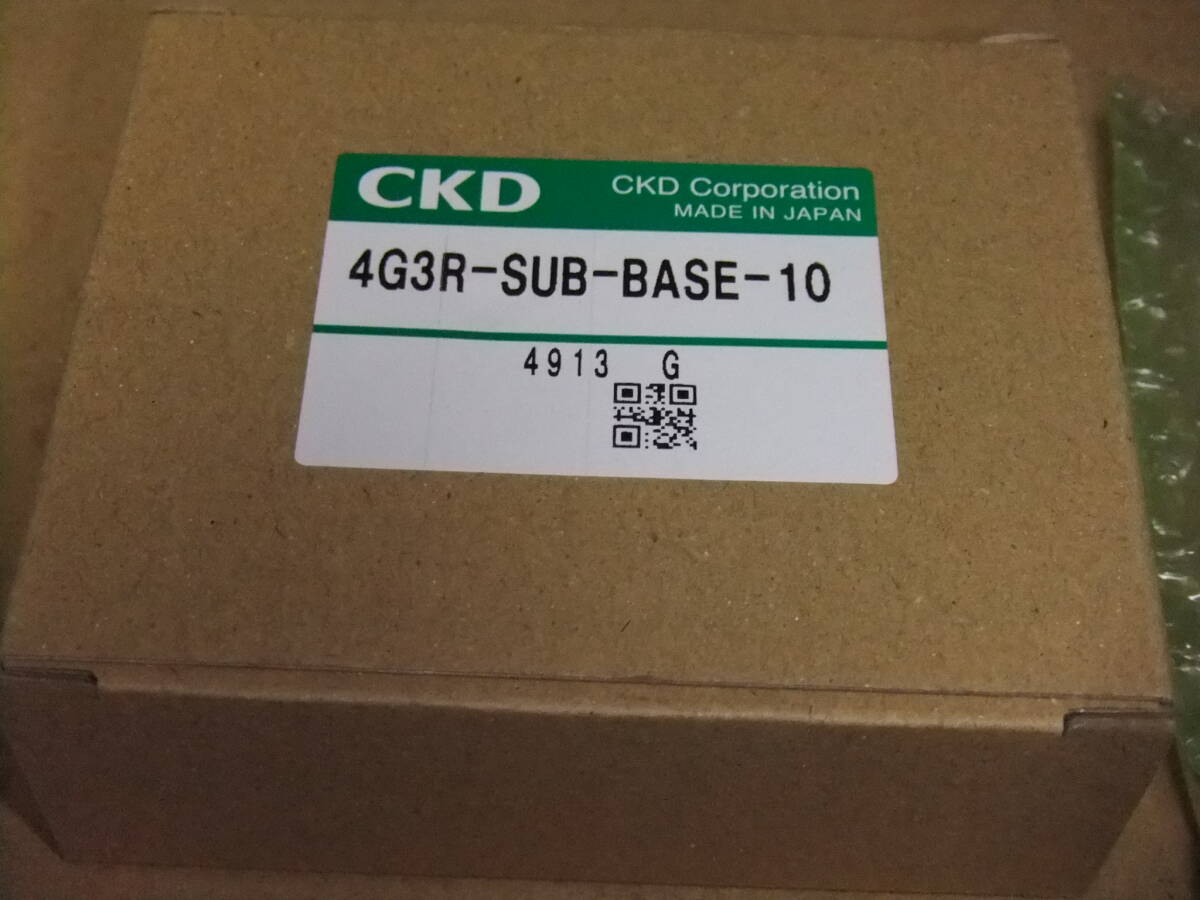 CKD
CKD Corporation
MADE IN JAPAN
4G3R-SUB-BASE-10
4913 G